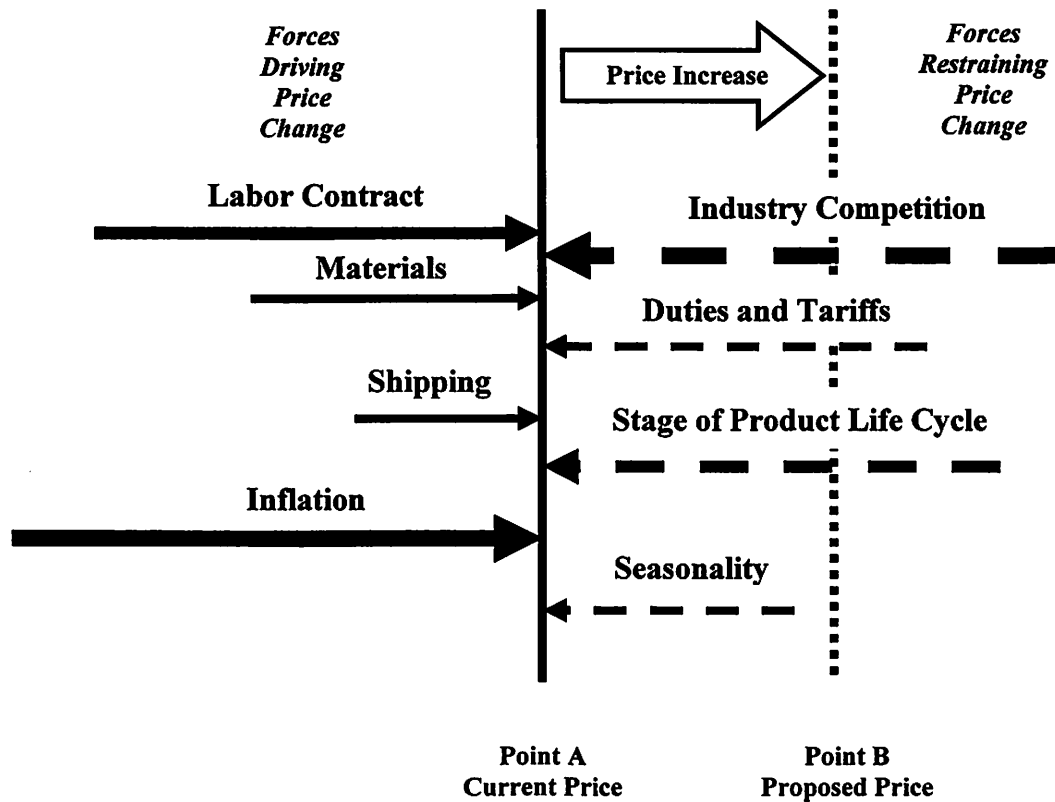 Forces
Driving
Price
Change
Price Increase
Forces
Restraining
Price
Change
Labor Contract
Industry Competition
Materials
Duties and Tariffs
Shipping
Stage of Product Life Cycle
Inflation
Seasonality
Point A
Current Price
Point B
Proposed Price